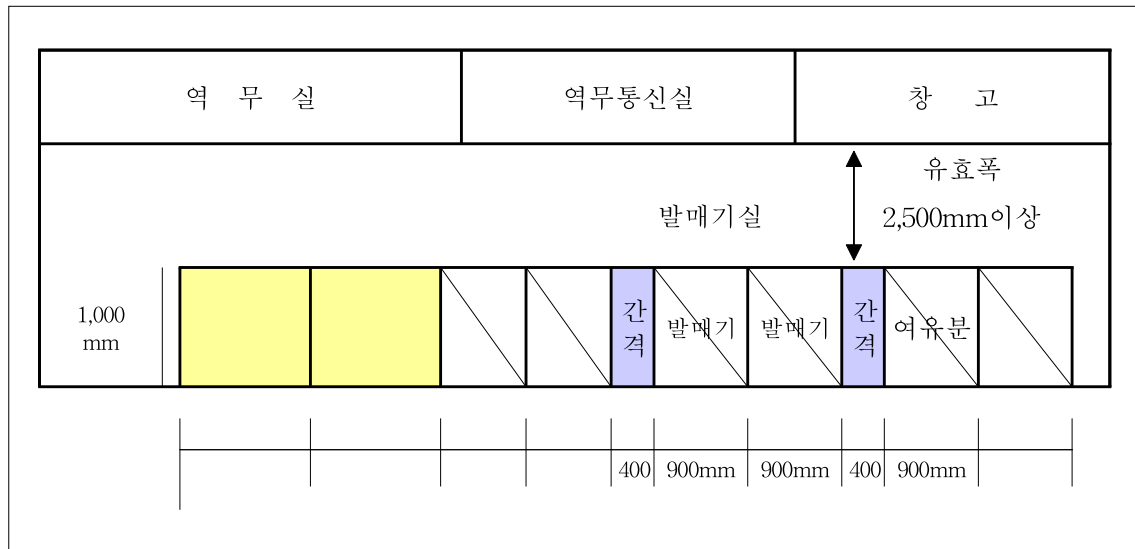 역 무 실
역무통신실
창 고
유효폭
발매기실
2,500mm이상
1,000
mm
간
격
발매기
발매기
간
격
여유분
400
900mm
900mm
400
900mm